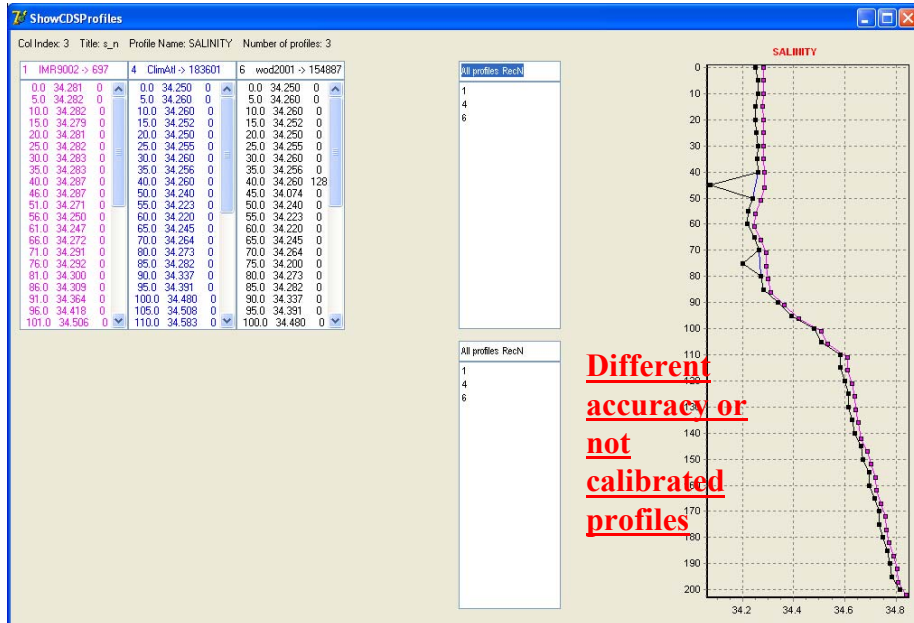 ShowCDSProfiles
Col Index: 3 Title: s_n Profile Name: SALINITY Number of profiles: 3
1 IMR9002 -> 697
0.0 34.281 0
5.0 34.282 0
10.0 34.282 0
15.0 34.279 0
20.0 34.281 0
25.0 34.282 0
30.0 34.283 0
35.0 34.283 0
40.0 34.287 0
46.0 34.287 0
51.0 34.271 0
56.0 34.250 0
61.0 34.247 0
66.0 34.272 0
71.0 34.291 0
76.0 34.292 0
81.0 34.300 0
86.0 34.309 0
91.0 34.364 0
96.0 34.418 0
101.0 34.506 0
4 ClimAtl -> 183601
0.0 34.250 0
5.0 34.260 0
10.0 34.260 0
15.0 34.252 0
20.0 34.250 0
25.0 34.255 0
30.0 34.260 0
35.0 34.256 0
40.0 34.260 0
50.0 34.240 0
55.0 34.223 0
60.0 34.220 0
65.0 34.245 0
70.0 34.264 0
80.0 34.273 0
85.0 34.282 0
90.0 34.337 0
95.0 34.391 0
100.0 34.480 0
105.0 34.508 0
110.0 34.583 0
6 wod2001 -> 154887
0.0 34.250 0
5.0 34.260 0
10.0 34.260 0
15.0 34.252 0
20.0 34.250 0
25.0 34.255 0
30.0 34.260 0
35.0 34.256 0
40.0 34.260 128
45.0 34.074 0
50.0 34.240 0
55.0 34.223 0
60.0 34.220 0
65.0 34.245 0
70.0 34.264 0
75.0 34.200 0
80.0 34.273 0
85.0 34.282 0
90.0 34.337 0
95.0 34.391 0
100.0 34.480 0
All profiles RecN
1
4
6
All profiles RecN
1
4
6
Different
accuracy or
not
calibrated
profiles
SALINITY
0
10
20
30
40
50
60
70
80
90
100
110
120
130
140
150
160
170
180
190
200
34.2 34.4 34.6 34.8